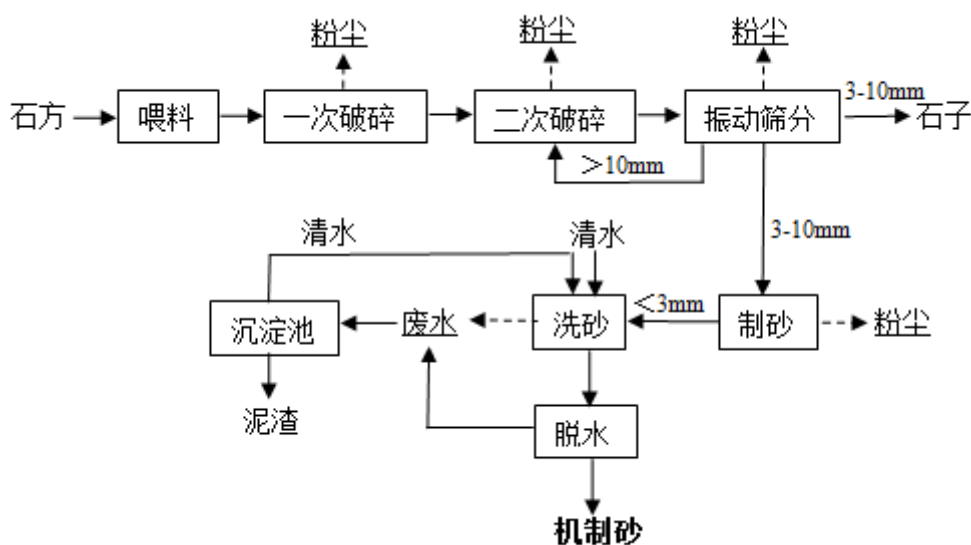 粉尘
粉尘
粉尘
石方
喂料
一次破碎
二次破碎
振动筛分
3-10mm
石子
＞10mm
清水
清水
3-10mm
沉淀池
废水
洗砂
＜3mm
制砂
粉尘
泥渣
脱水
机制砂